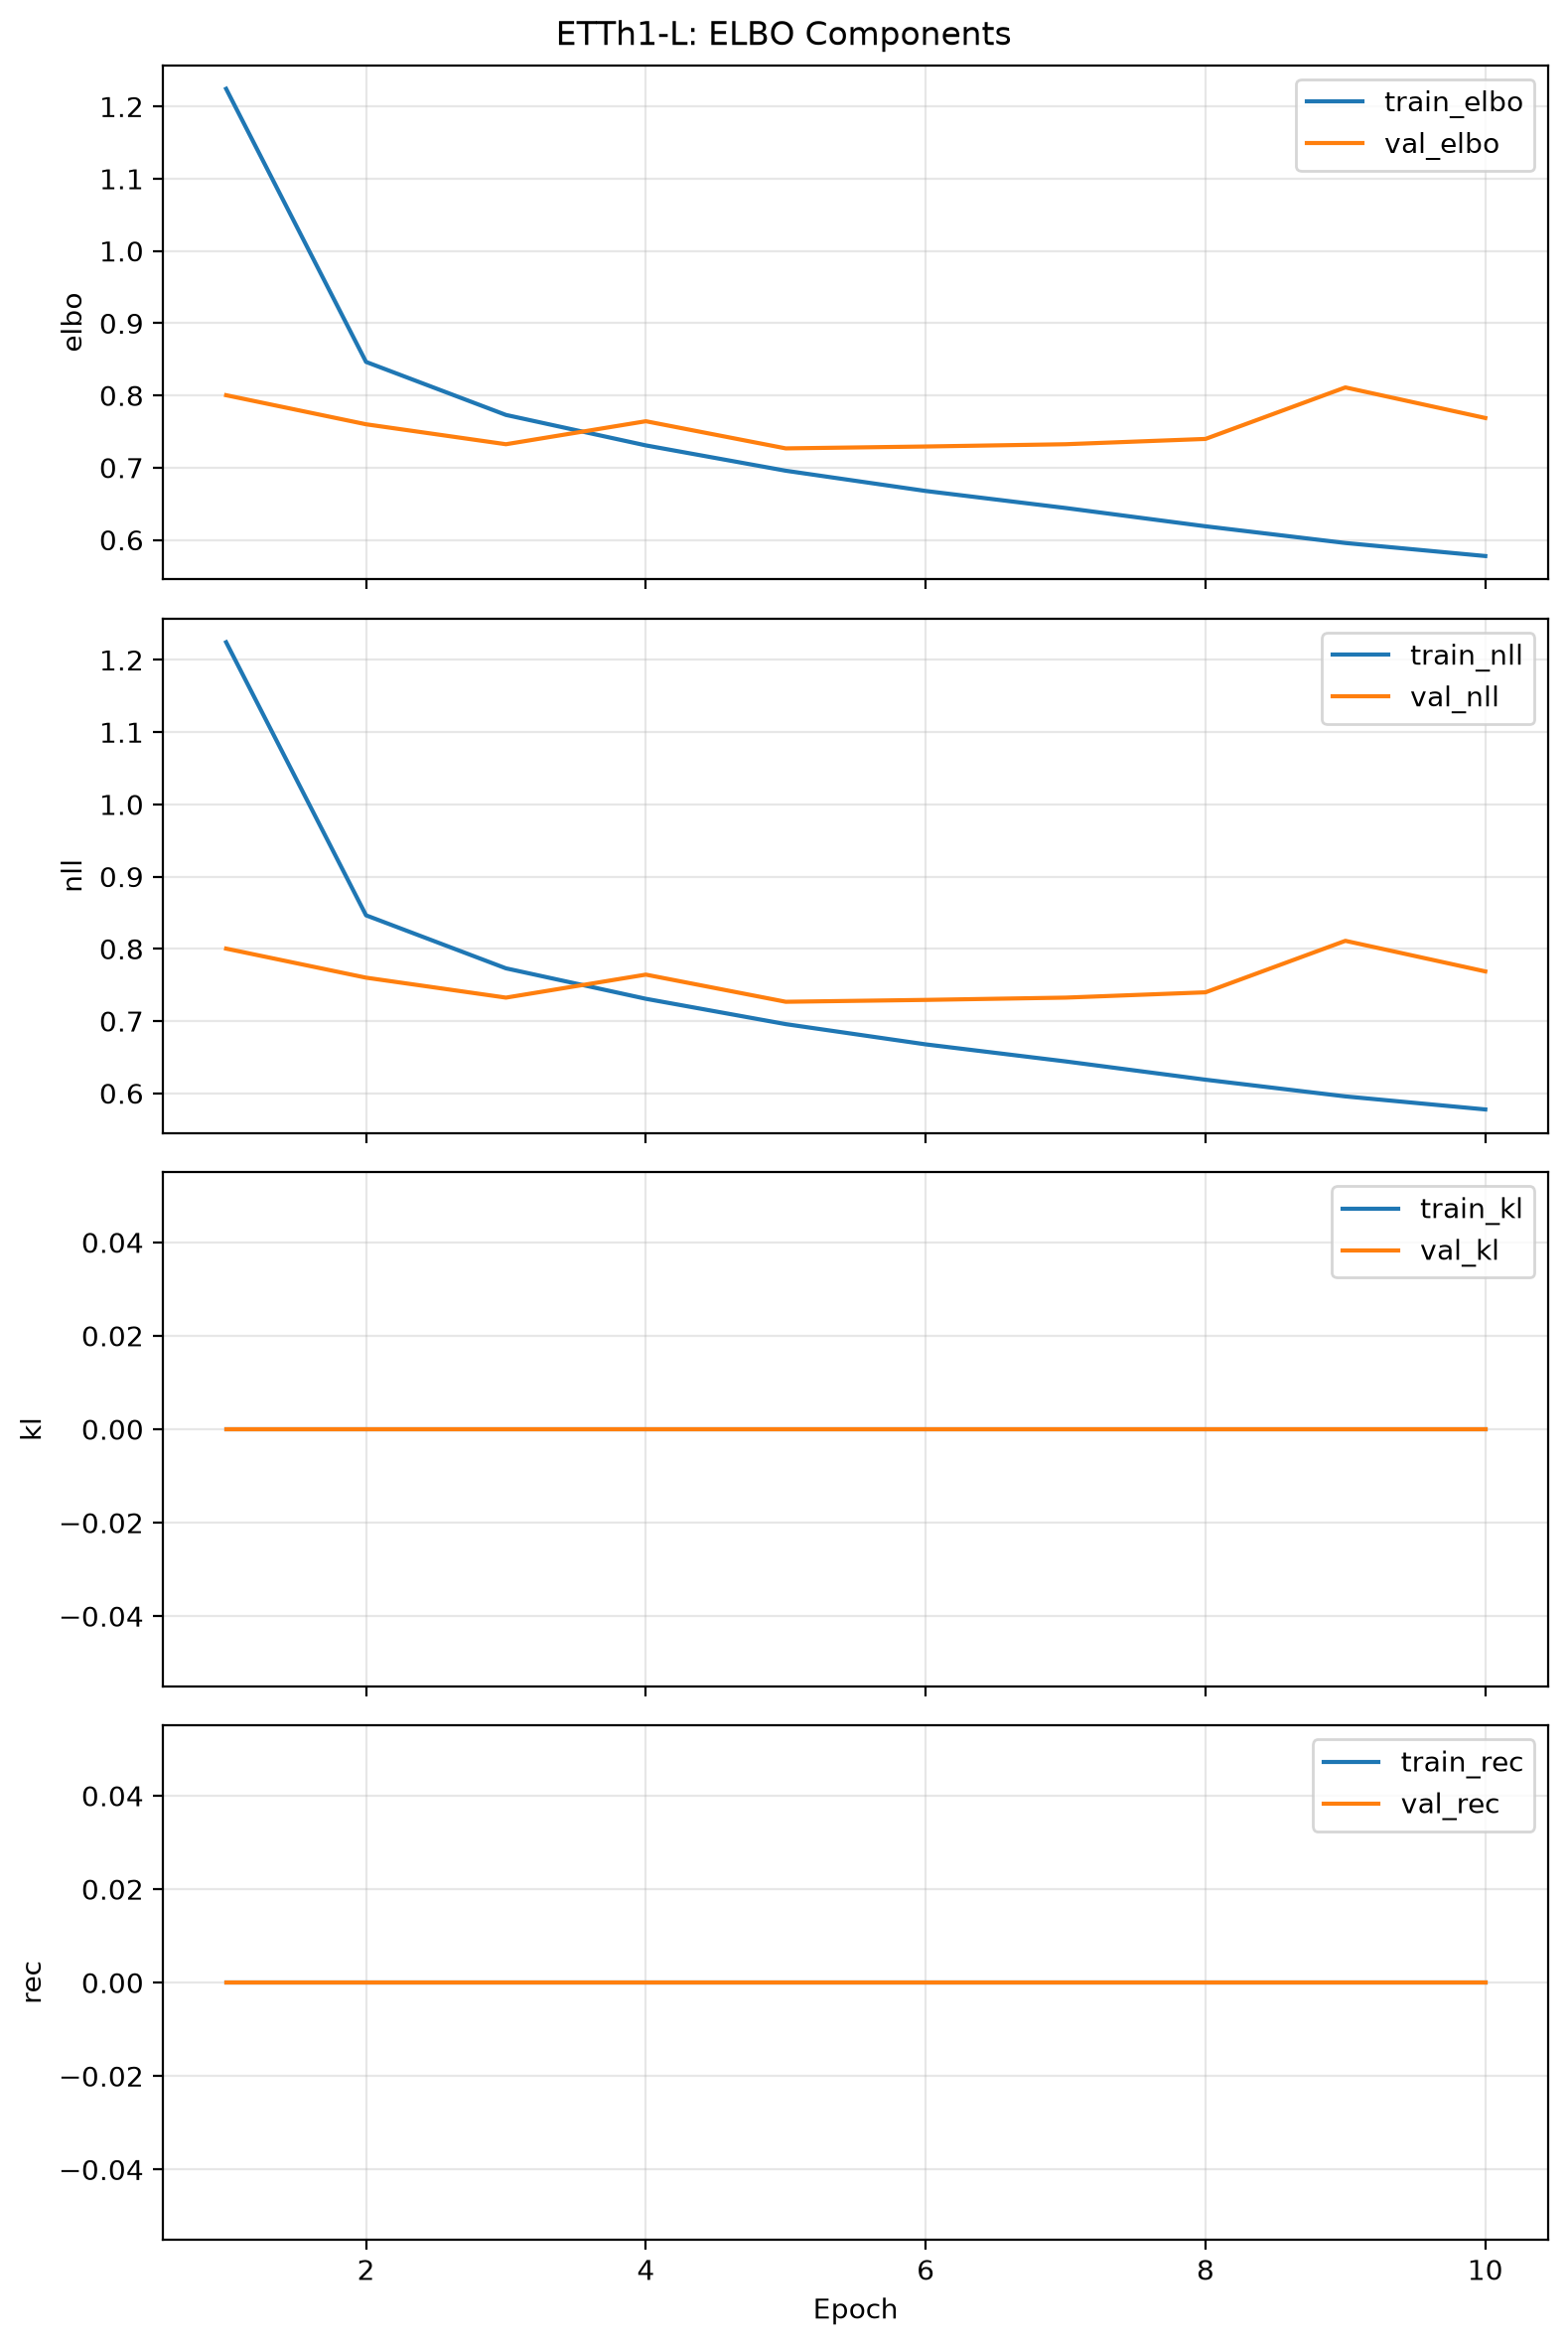 ETTh1-L: ELBO Components
train_elbo
val_elbo
1.2
1.1
1.0
0.9
0.8
0.7
0.6
elbo
train_nll
val_nll
1.2
1.1
1.0
0.9
0.8
0.7
0.6
nll
train_kl
val_kl
0.04
0.02
0.00
−0.02
−0.04
kl
train_rec
val_rec
0.04
0.02
0.00
−0.02
−0.04
rec
2 4 6 8 10
Epoch